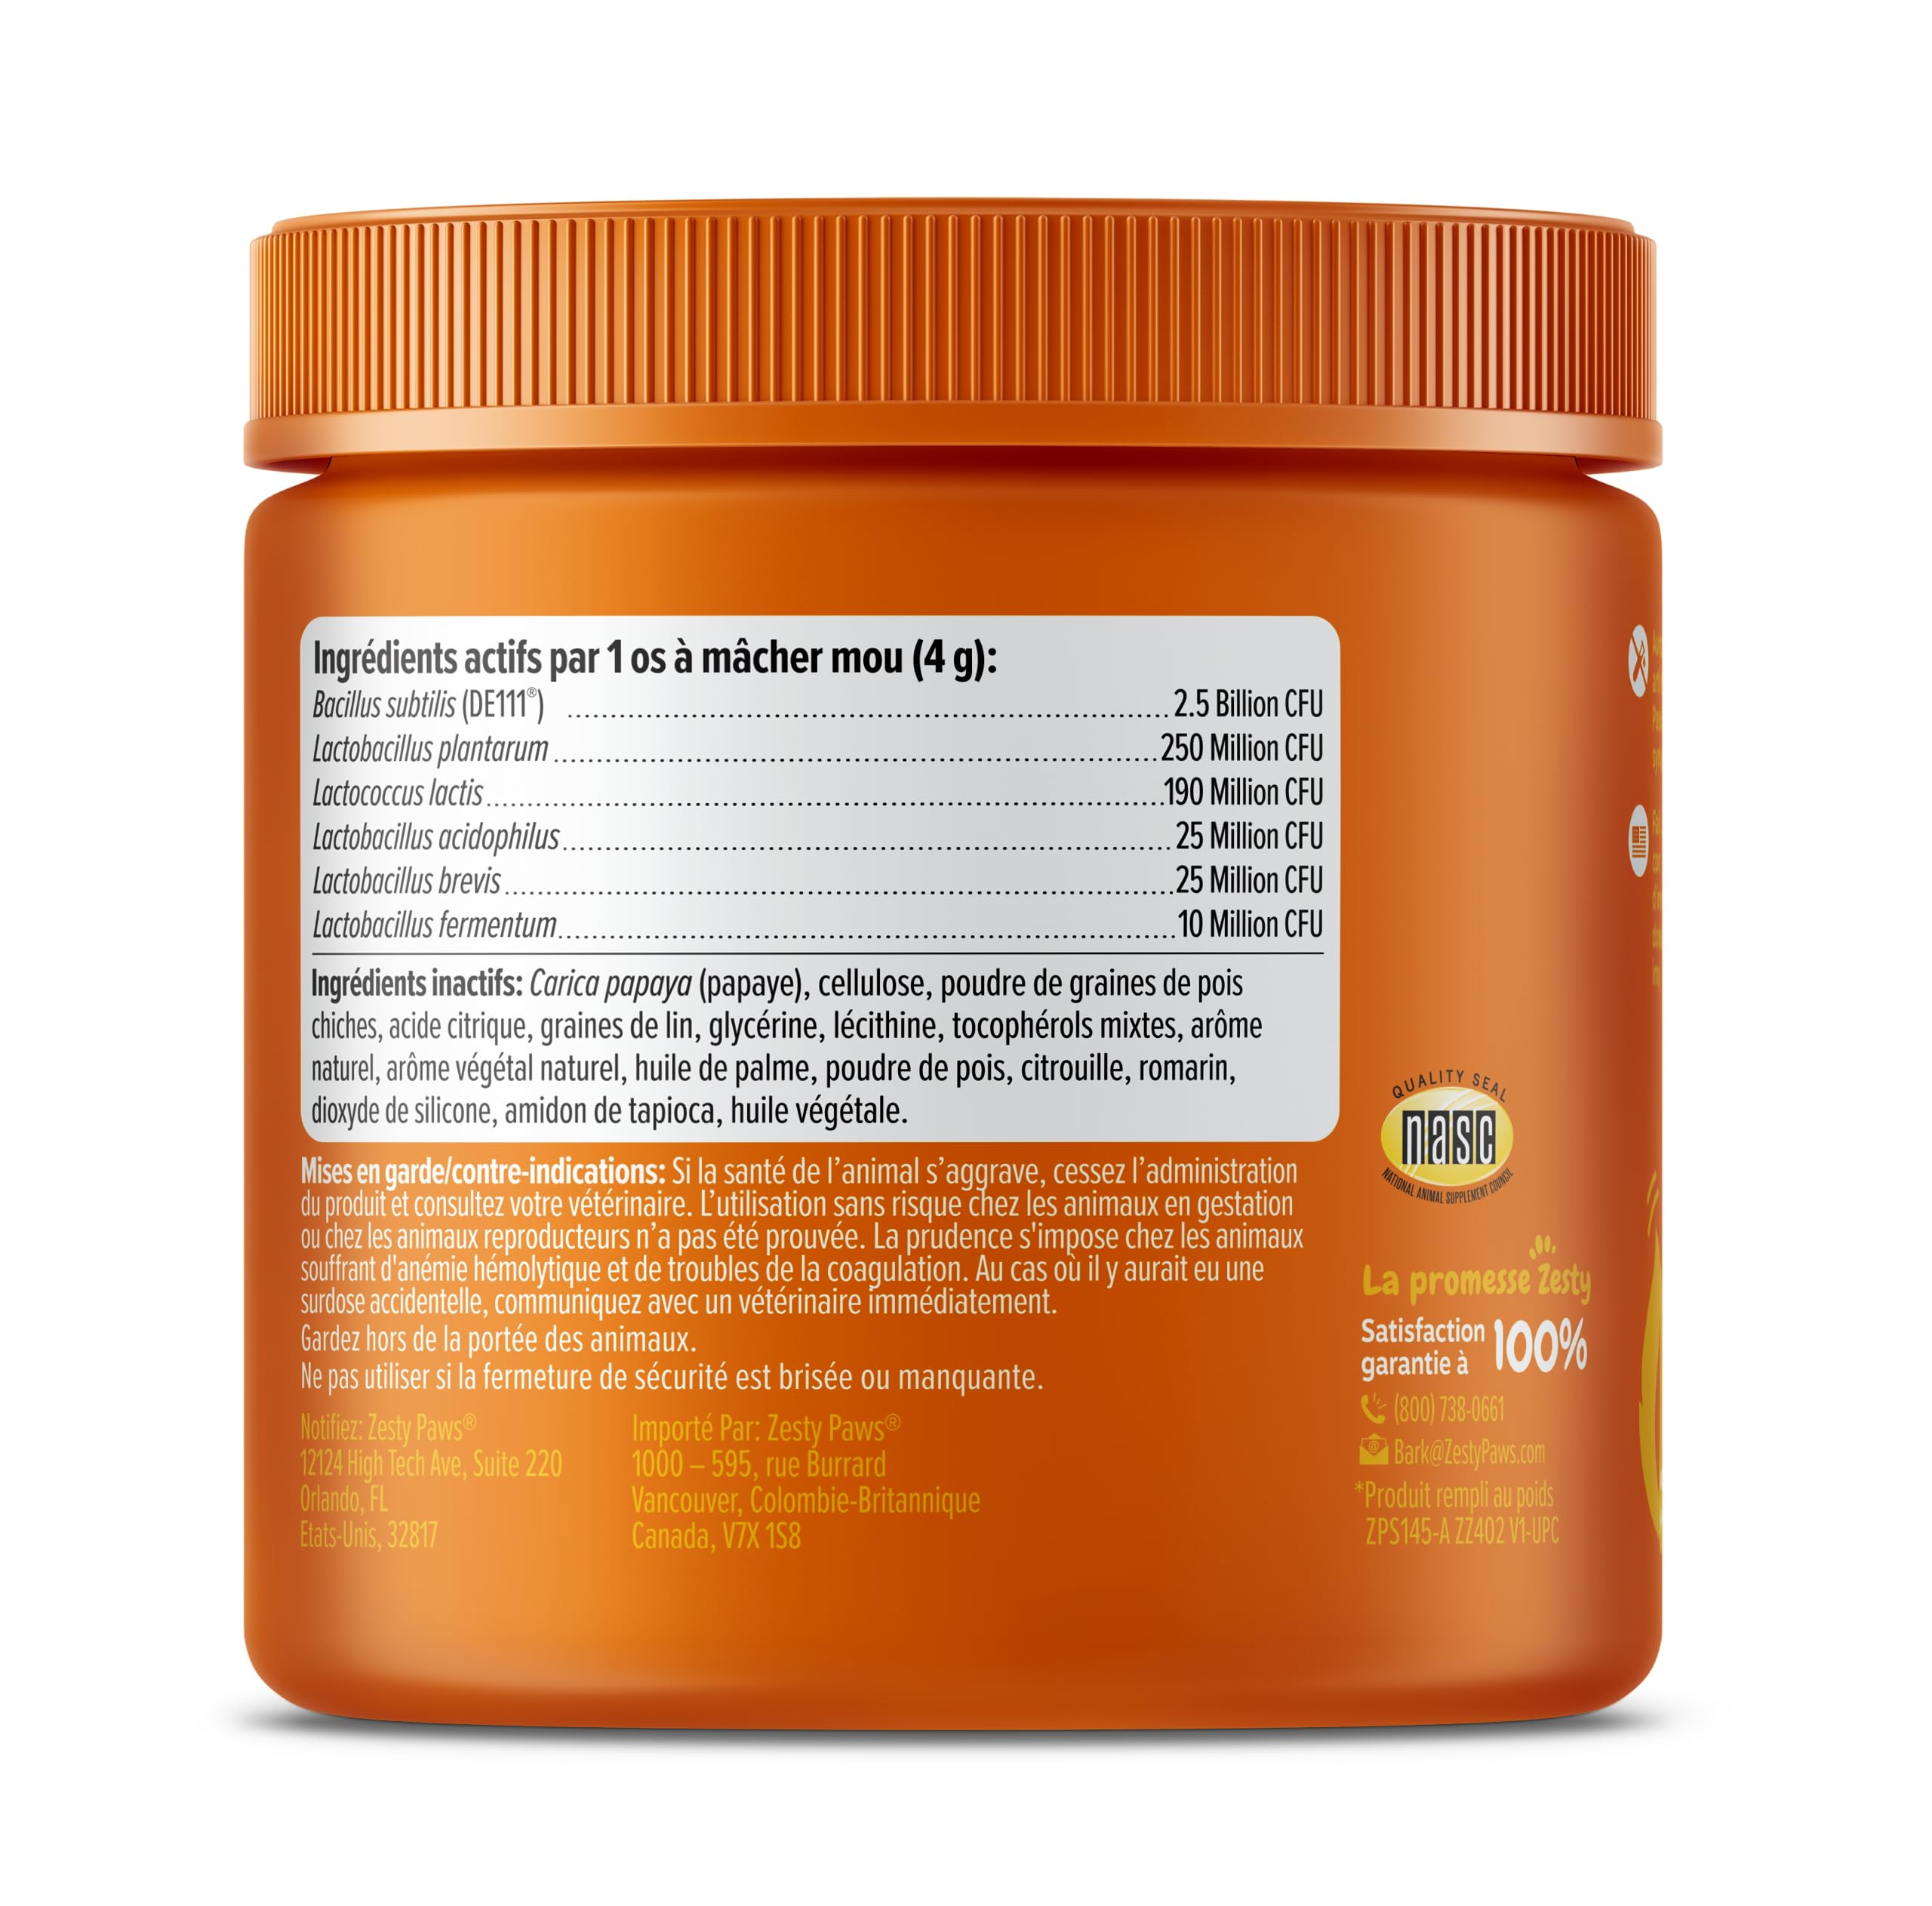 Ingrédients actifs par 1 os à mâcher mou (4 g):
Bacillus subtilis (DE111®) 2.5 Billion CFU
Lactobacillus plantarum 250 Million CFU
Lactococcus lactis 190 Million CFU
Lactobacillus acidophilus 25 Million CFU
Lactobacillus brevis 25 Million CFU
Lactobacillus fermentum 10 Million CFU
Ingrédients inactifs: Carica papaya (papaye), cellulose, poudre de graines de pois
chiches, acide citrique, graines de lin, glycérine, lécithine, tocophérols mixtes, arôme
naturel, arôme végétal naturel, huile de palme, poudre de pois, citrouille, romarin,
dioxyde de silicone, amidon de tapioca, huile végétale.
Mises en garde/contre-indications: Si la santé de l’animal s’aggrave, cessez l’administration
du produit et consultez votre vétérinaire. L’utilisation sans risque chez les animaux en gestation
ou chez les animaux reproducteurs n’a pas été prouvée. La prudence s'impose chez les animaux
souffrant d'anémie hémolytique et de troubles de la coagulation. Au cas où il y aurait eu une
surdose accidentelle, communiquez avec un vétérinaire immédiatement.
Gardez hors de la portée des animaux.
Ne pas utiliser si la fermeture de sécurité est brisée ou manquante.
Notifiez: Zesty Paws®
12124 High Tech Ave, Suite 220
Orlando, FL
Etats-Unis, 32817
Importé Par: Zesty Paws®
1000 – 595, rue Burrard
Vancouver, Colombie-Britannique
Canada, V7X 1S8
QUALITY SEAL
nasc
NATIONAL ANIMAL SUPPLEMENT COUNCIL
La promesse Zesty
Satisfaction
garantie à 100%
(800) 738-0661
Bark@ZestyPaws.com
*Produit rempli au poids
ZPS145-A ZZ402 V1-UPC